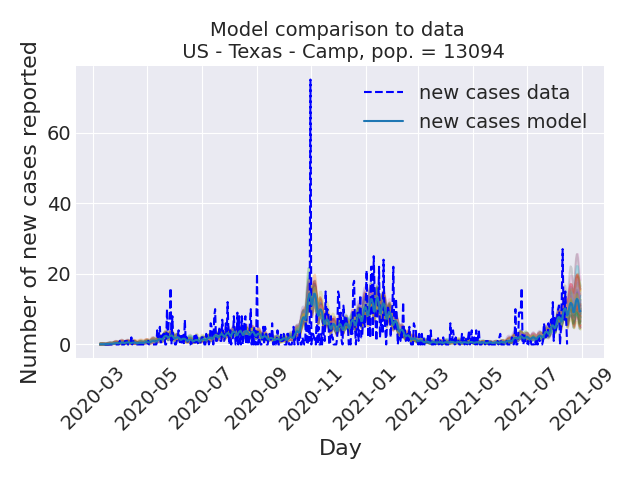 Model comparison to data
US - Texas - Camp, pop. = 13094
new cases data
new cases model
Number of new cases reported
60
40
20
0
2020-03
2020-05
2020-07
2020-09
2020-11
2021-01
2021-03
2021-05
2021-07
2021-09
Day